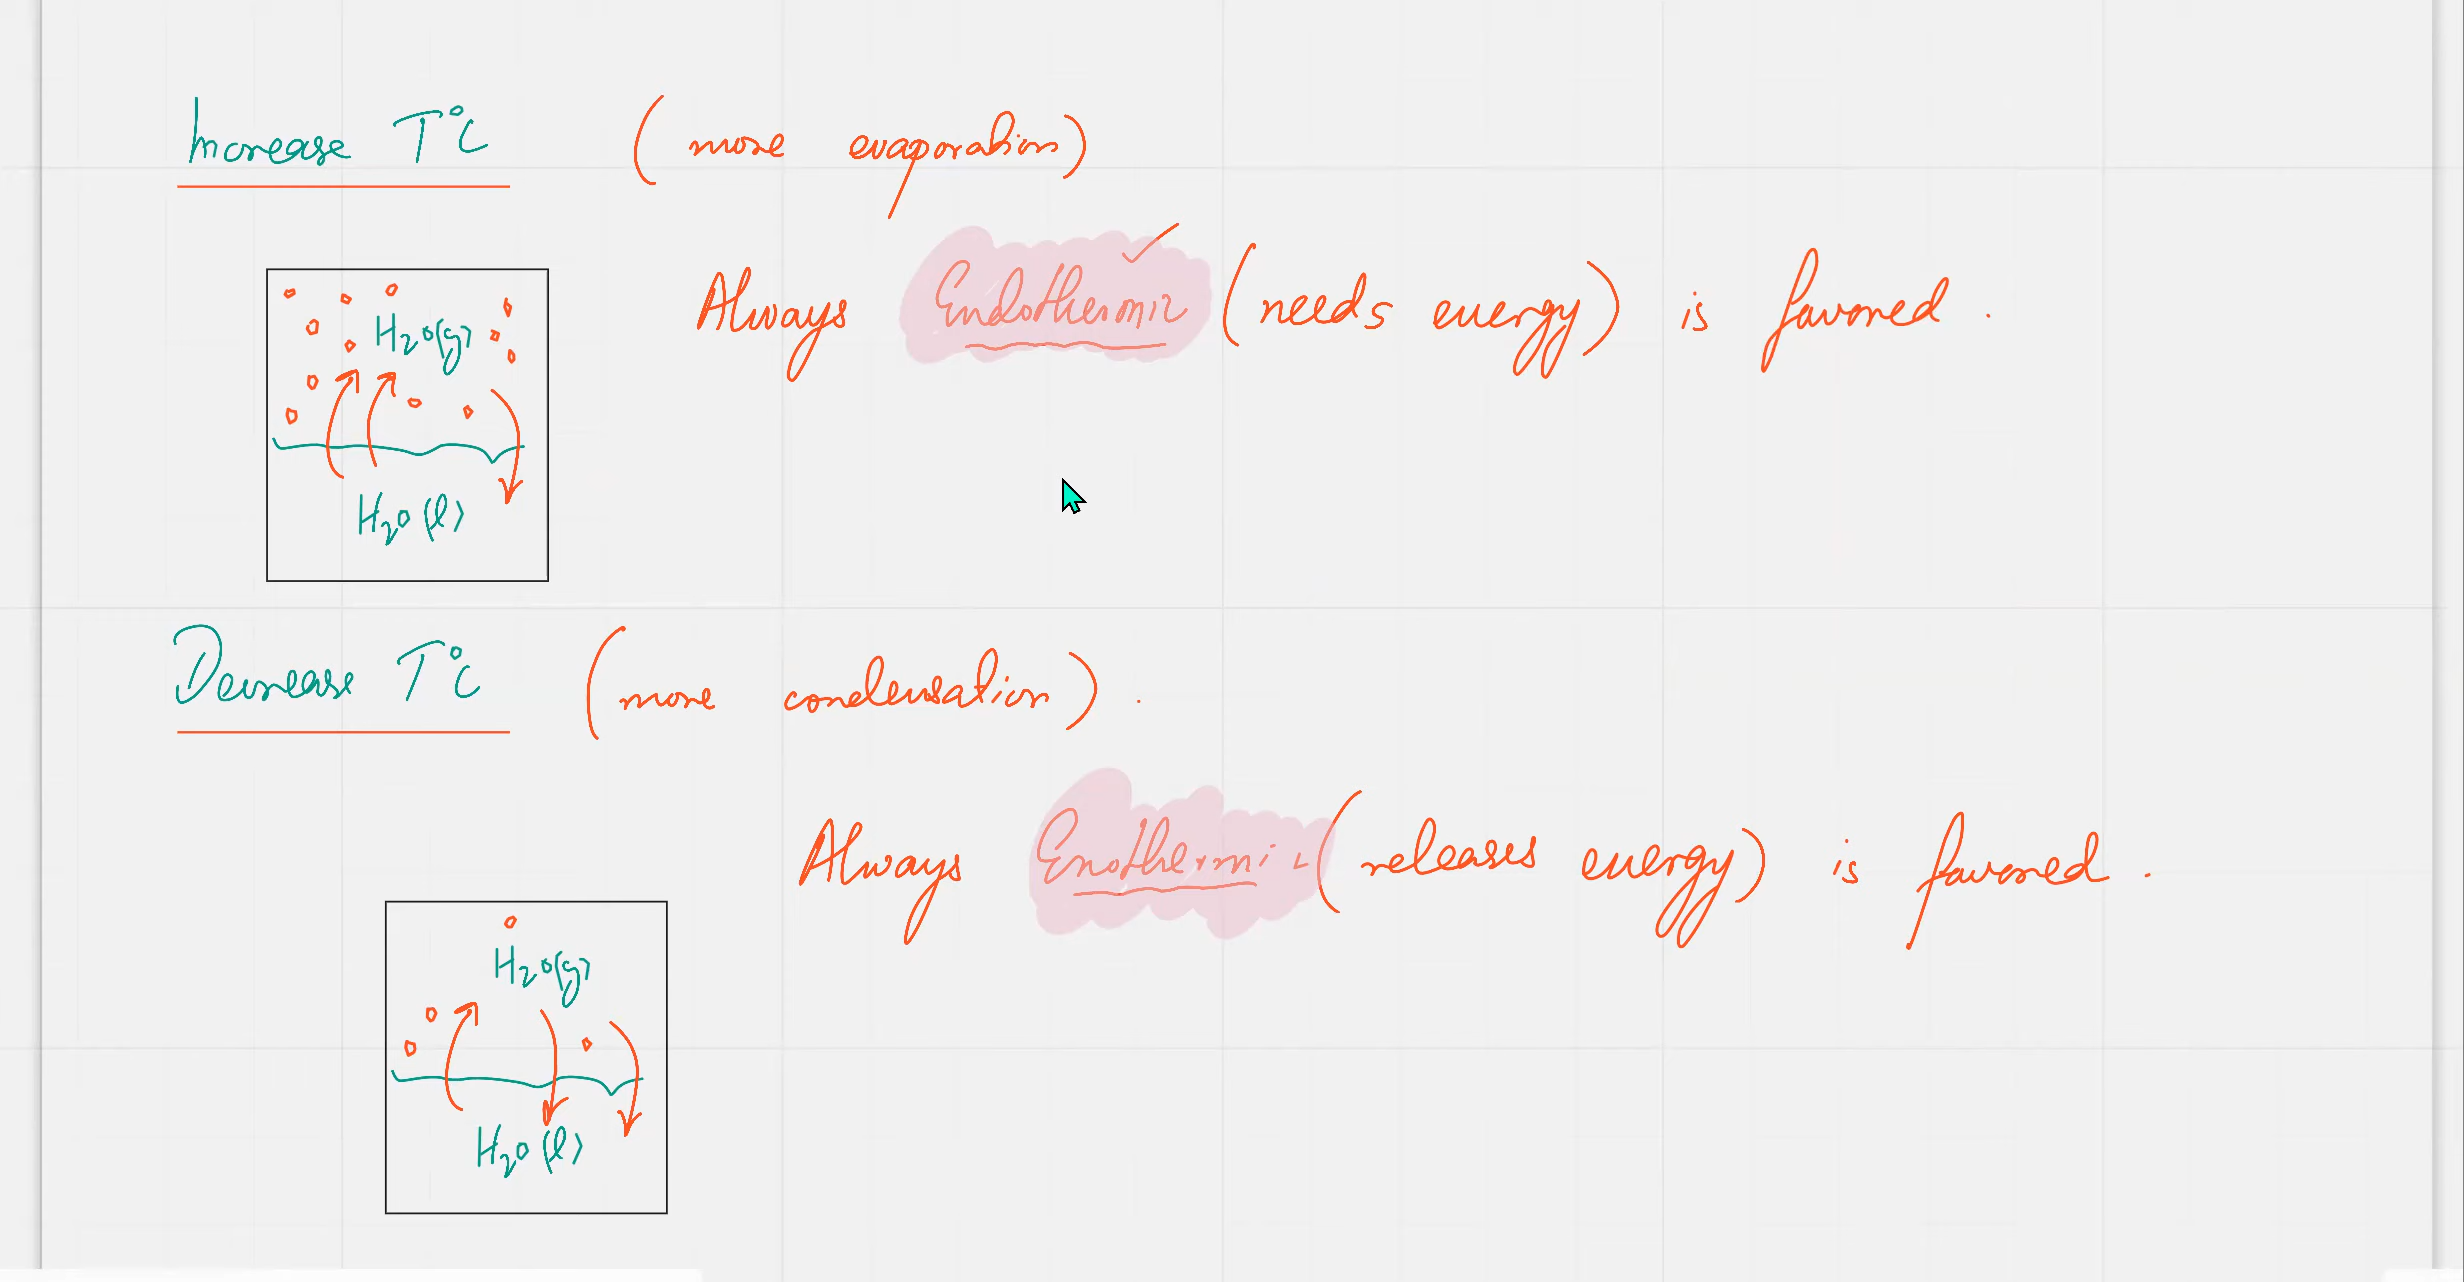 Increase T°C (more evaporation)
Always Endothermic (needs energy) is favored.
H2O(g)
H2O(l)
Decrease T°C (more condensation).
Always Exothermic (releases energy) is favored.
H2O(g)
H2O(l)